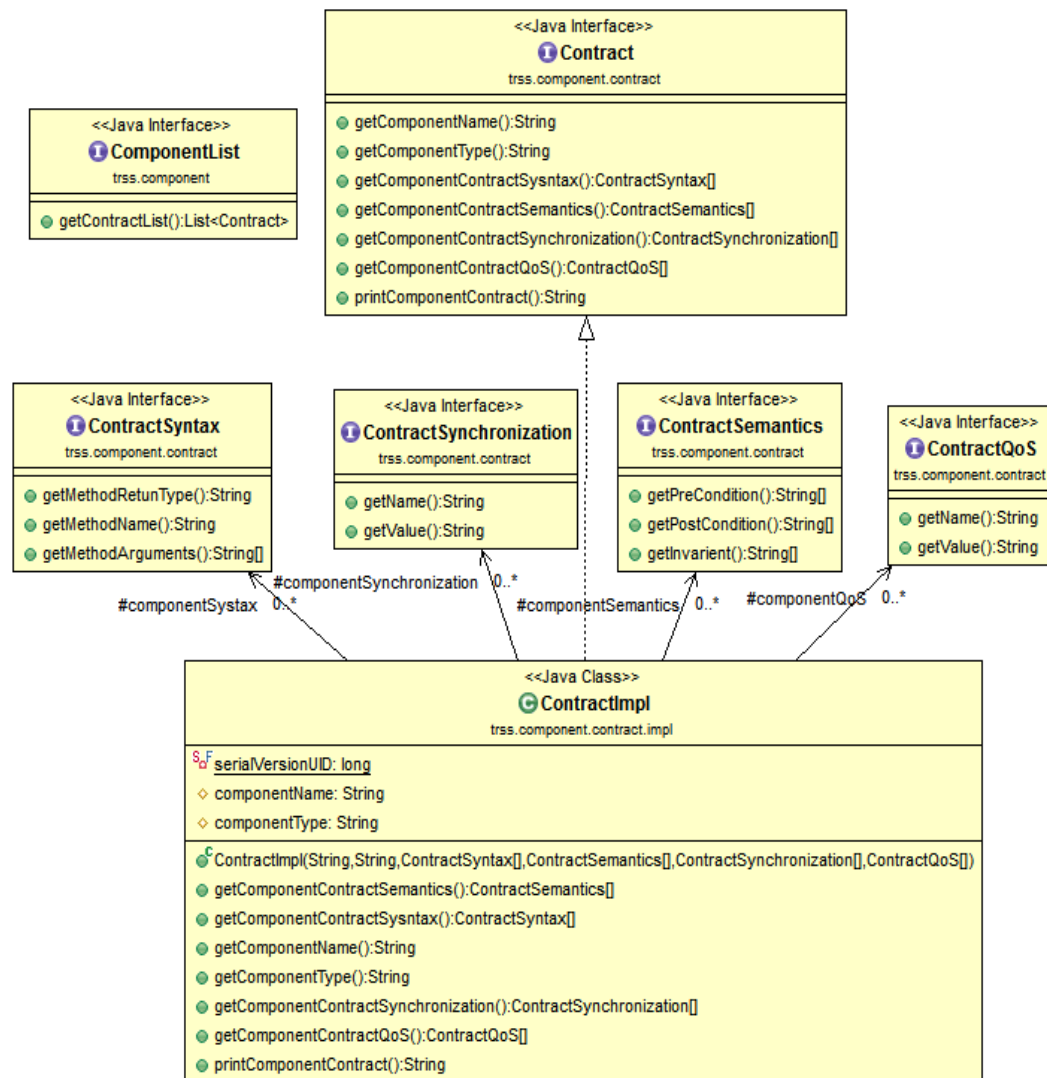 <<Java Interface>>
Contract
trss.component.contract
getComponentName():String
getComponentType():String
getComponentContractSysntax():ContractSyntax[]
getComponentContractSemantics():ContractSemantics[]
getComponentContractSynchronization():ContractSynchronization[]
getComponentContractQoS():ContractQoS[]
printComponentContract():String
<<Java Interface>>
ComponentList
trss.component
getContractList():List<Contract>
<<Java Interface>>
ContractSyntax
trss.component.contract
getMethodRetunType():String
getMethodName():String
getMethodArguments():String[]
<<Java Interface>>
ContractSynchronization
trss.component.contract
getName():String
getValue():String
<<Java Interface>>
ContractSemantics
trss.component.contract
getPreCondition():String[]
getPostCondition():String[]
getInvarient():String[]
<<Java Interface>>
ContractQoS
trss.component.contract
getName():String
getValue():String
#componentSynchronization 0..*
#componentSystax 0..*
#componentSemantics 0..*
#componentQoS 0..*
<<Java Class>>
ContractImpl
trss.component.contract.impl
serialVersionUID: long
componentName: String
componentType: String
ContractImpl(String,String,ContractSyntax[],ContractSemantics[],ContractSynchronization[],ContractQoS[])
getComponentContractSemantics():ContractSemantics[]
getComponentContractSysntax():ContractSyntax[]
getComponentName():String
getComponentType():String
getComponentContractSynchronization():ContractSynchronization[]
getComponentContractQoS():ContractQoS[]
printComponentContract():String